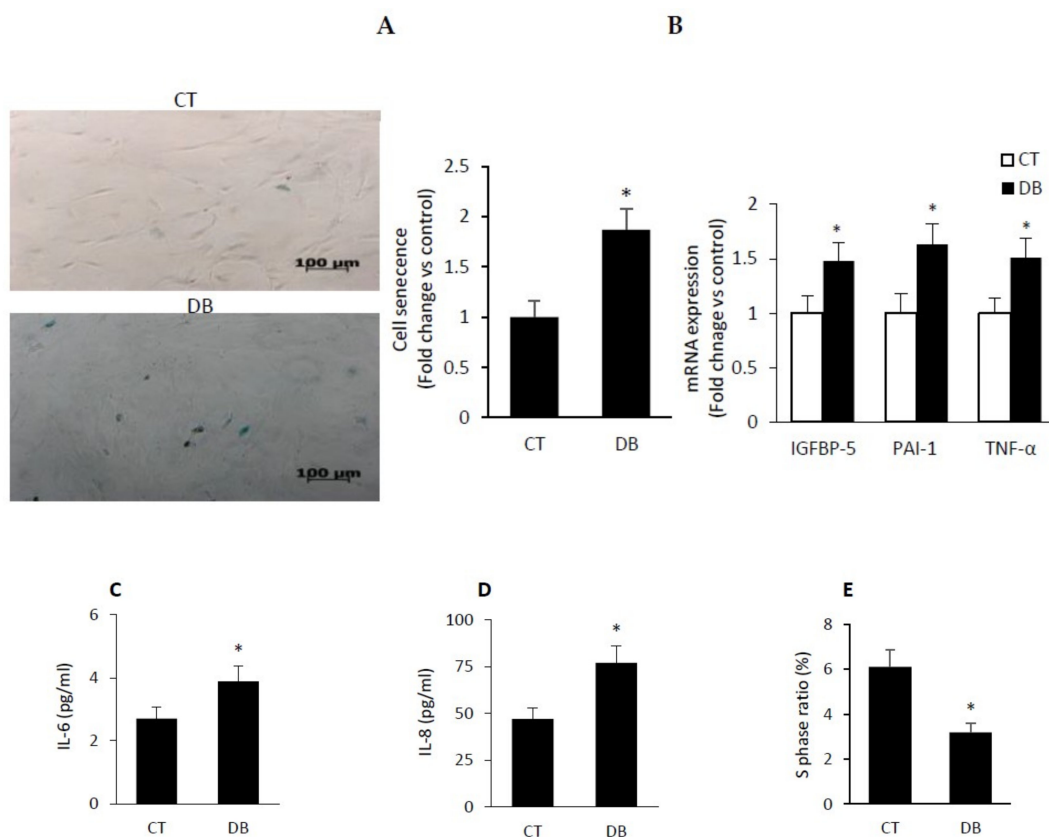 A
B
CT
100 µm
DB
100 µm
Cell senecence
(Fold change vs control)
2.5
2
1.5
1
0.5
0
*
CT
DB
CT
DB
mRNA expression
(Fold chnage vs control)
2
1.5
1
0.5
0
*
*
*
IGFBP-5
PAI-1
TNF-α
C
IL-6 (pg/ml)
6
4
2
0
*
CT
DB
D
IL-8 (pg/ml)
100
75
50
25
0
*
CT
DB
E
S phase ratio (%)
8
6
4
2
0
*
CT
DB